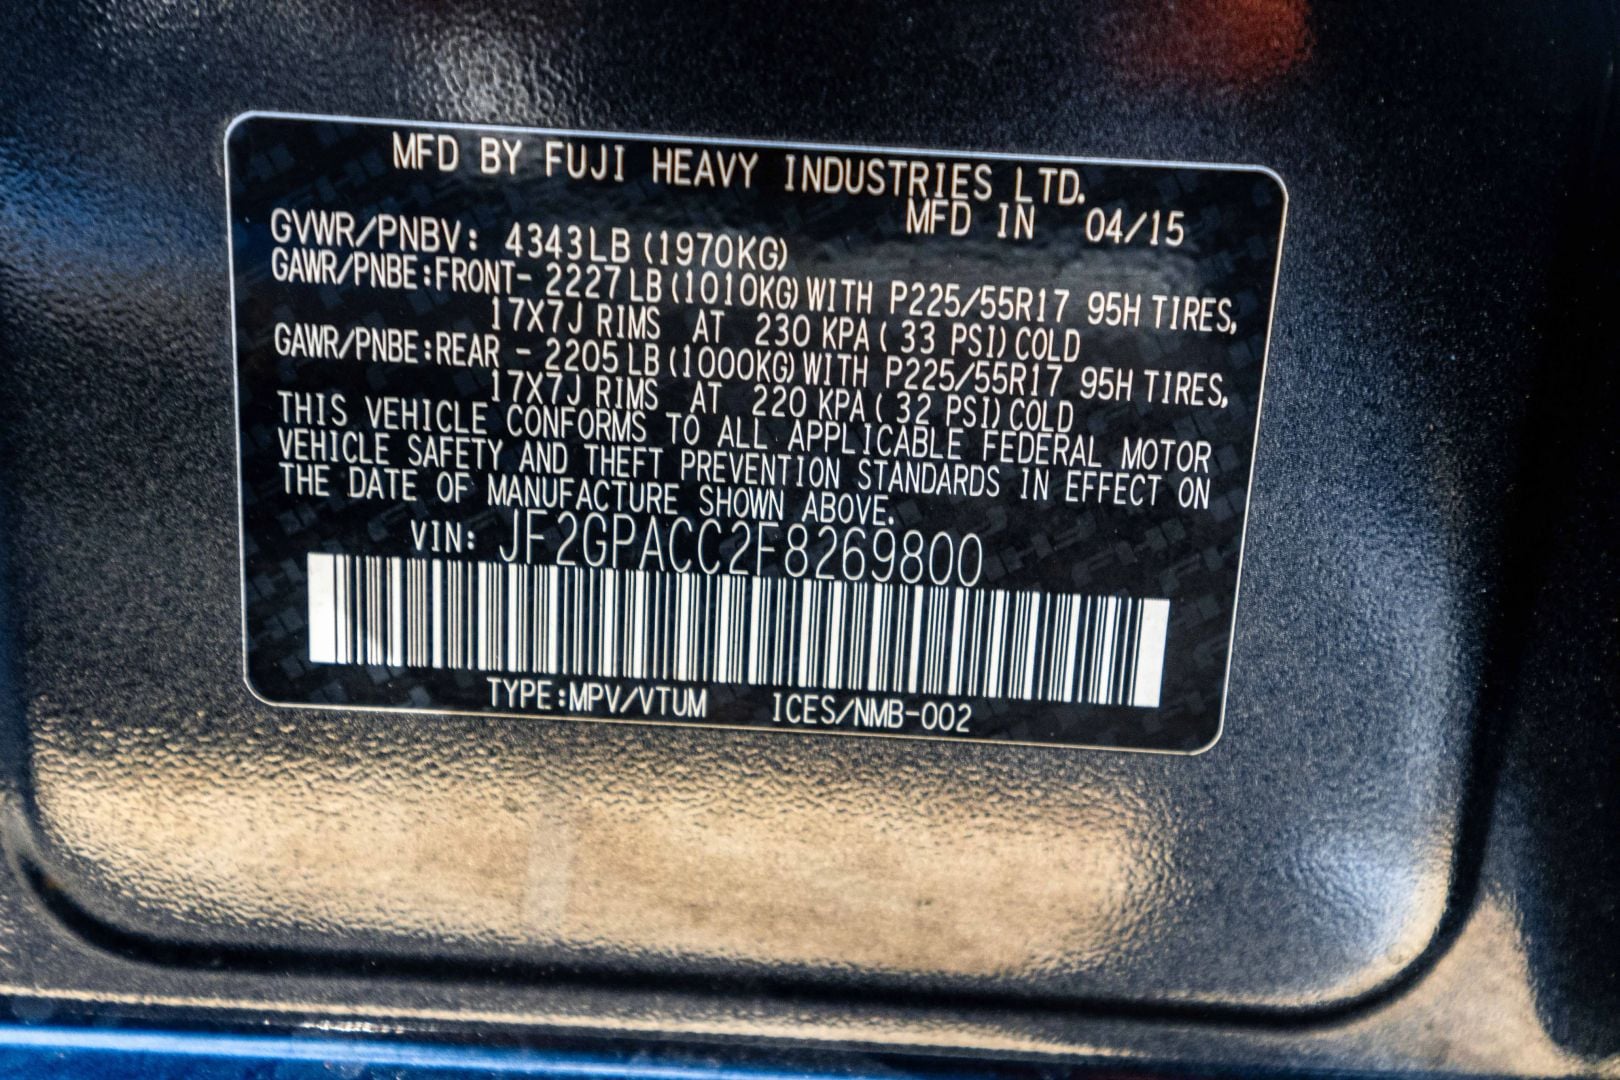 MFD BY FUJI HEAVY INDUSTRIES LTD.
MFD IN 04/15
GVWR/PNBV: 4343LB (1970KG)
GAWR/PNBE:FRONT- 2227LB(1010KG)WITH P225/55R17 95H TIRES,
17X7J RIMS AT 230 KPA( 33 PSI)COLD
GAWR/PNBE:REAR - 2205LB(1000KG)WITH P225/55R17 95H TIRES,
17X7J RIMS AT 220 KPA( 32 PSI)COLD
THIS VEHICLE CONFORMS TO ALL APPLICABLE FEDERAL MOTOR
VEHICLE SAFETY AND THEFT PREVENTION STANDARDS IN EFFECT ON
THE DATE OF MANUFACTURE SHOWN ABOVE.
VIN: JF2GPACC2F8269800
TYPE:MPV/VTUM ICES/NMB-002